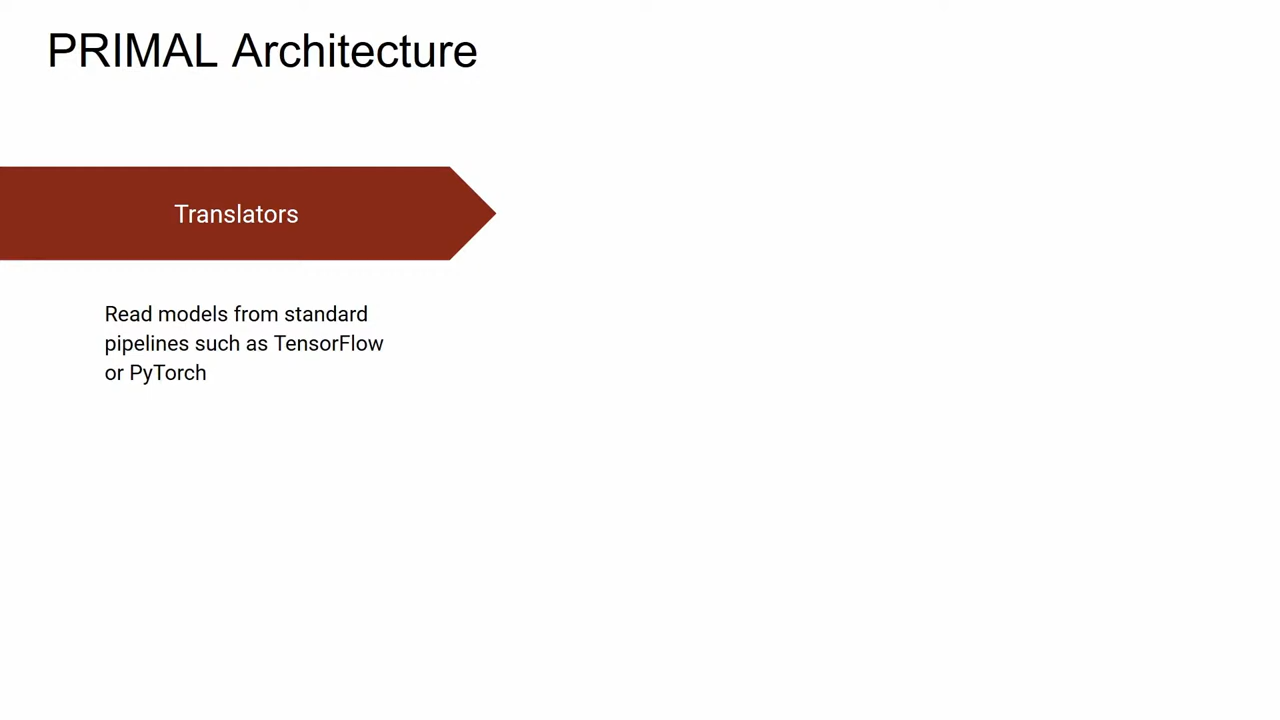 PRIMAL Architecture
Translators
Read models from standard
pipelines such as TensorFlow
or PyTorch